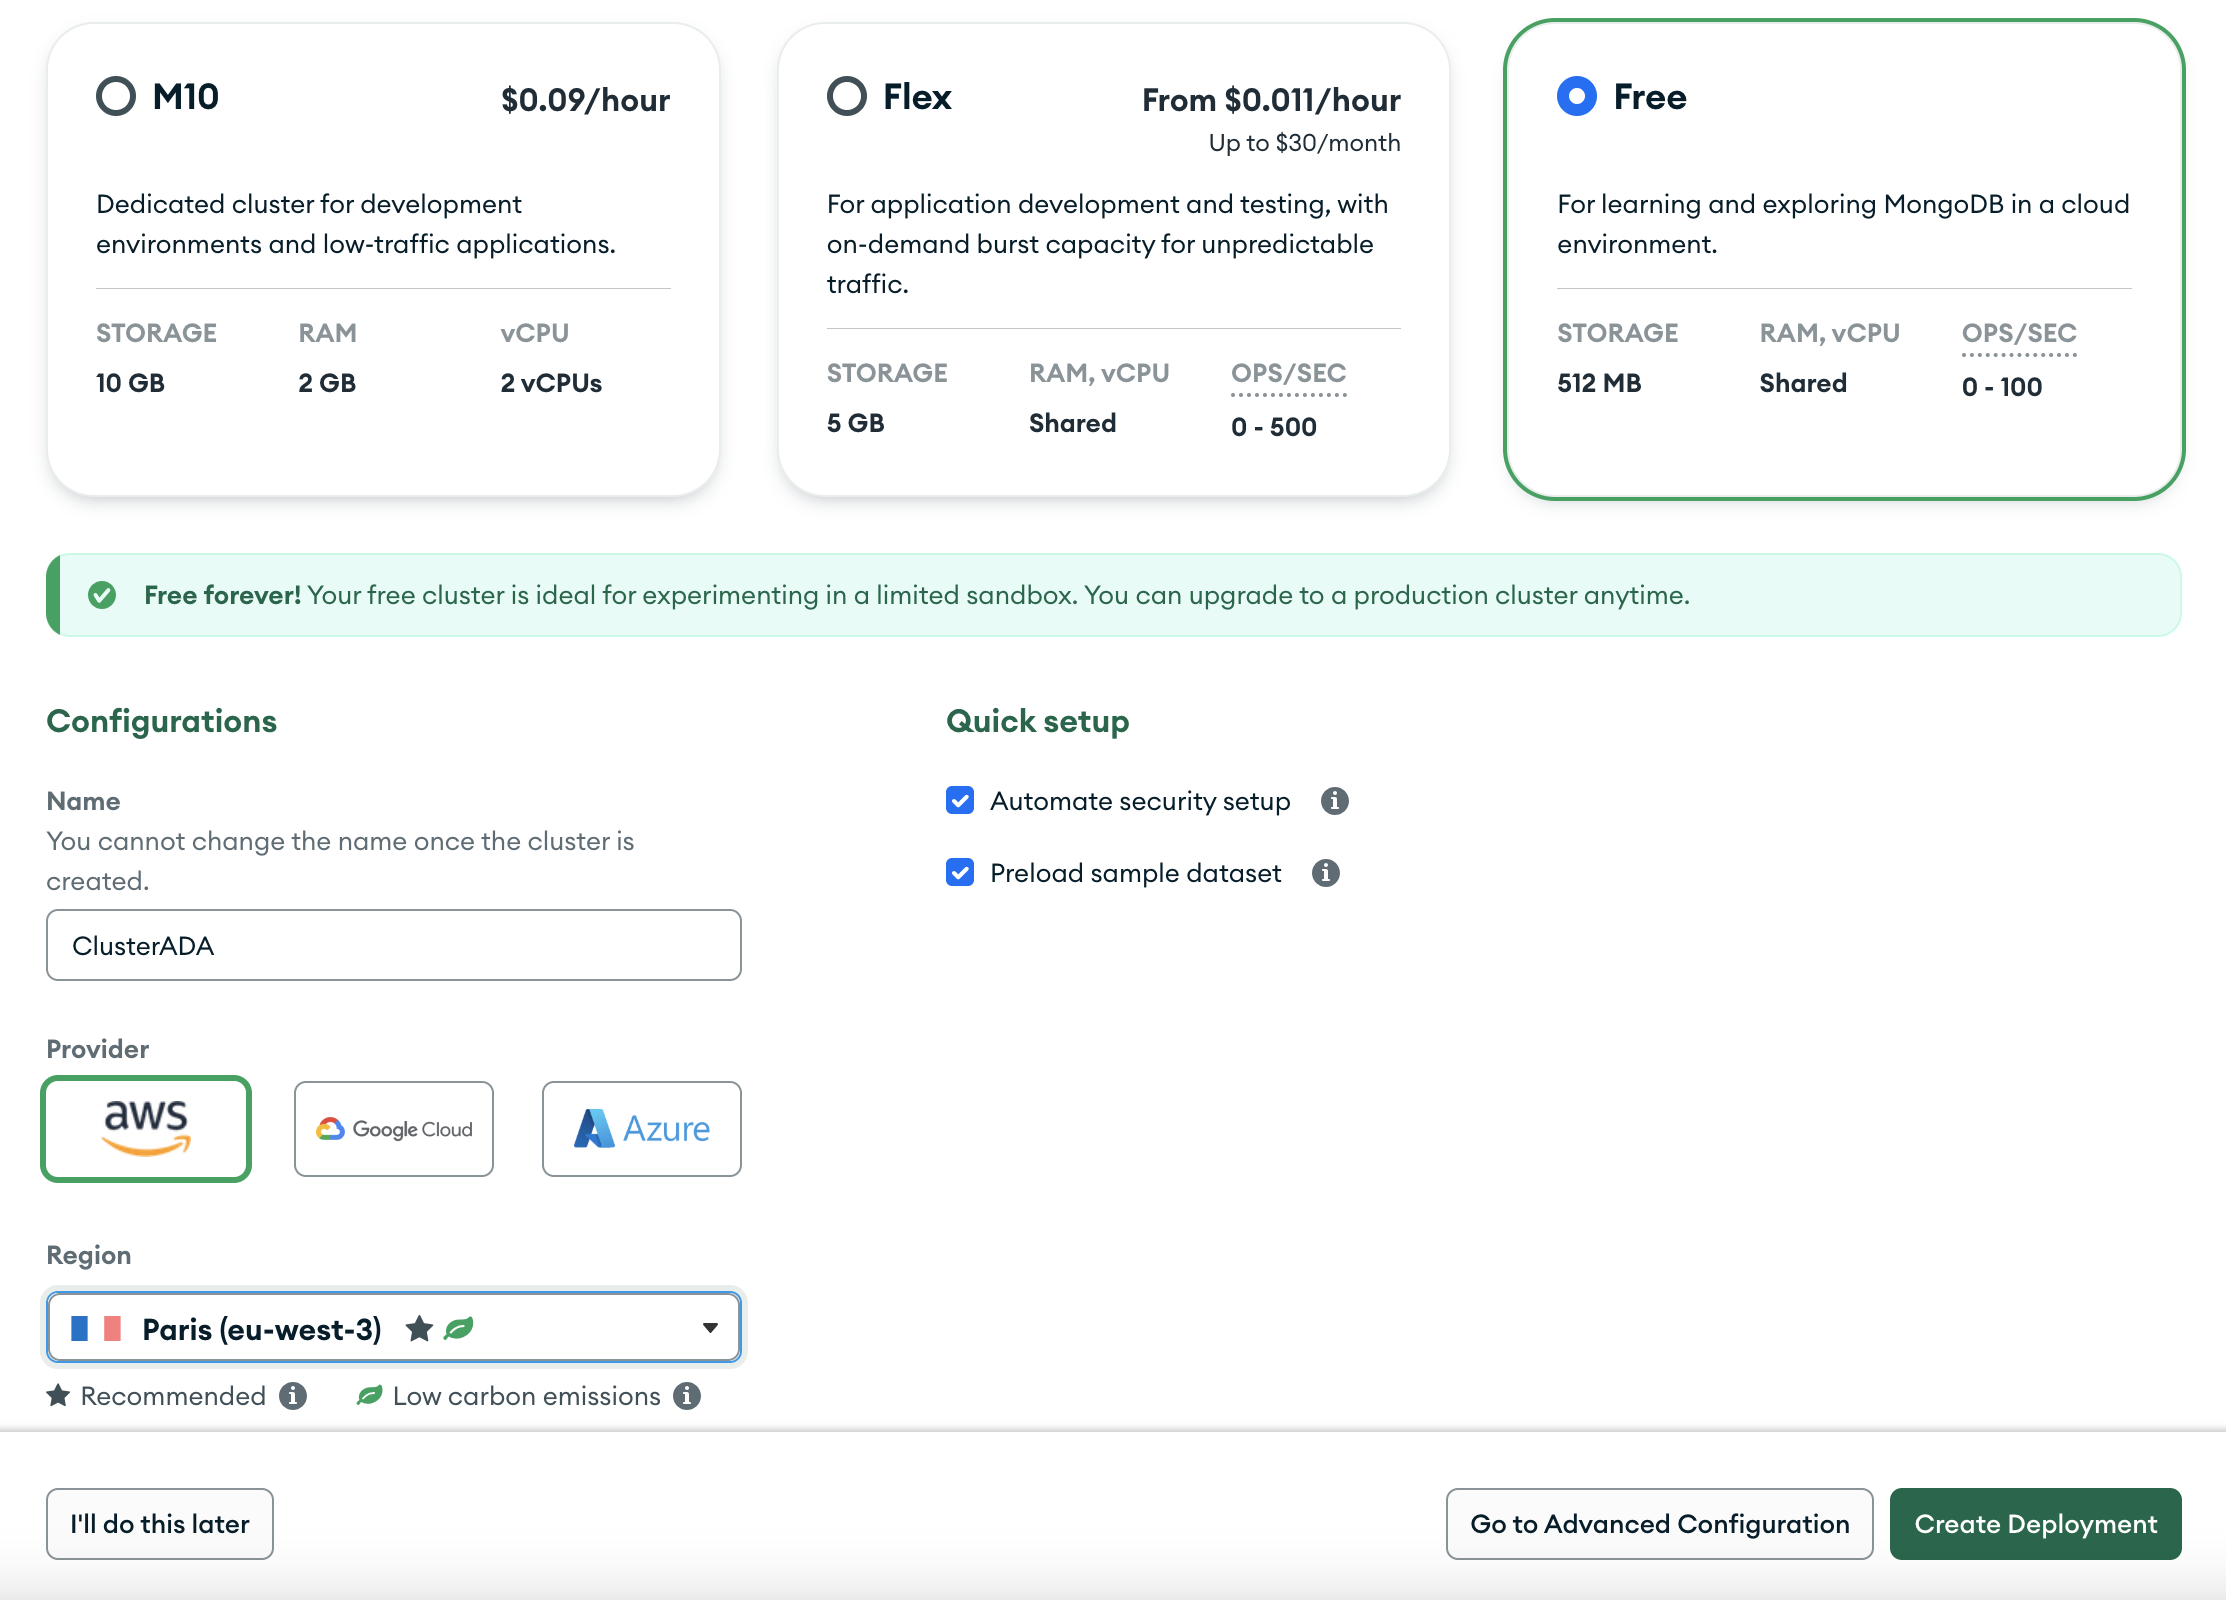 M10
$0.09/hour
Dedicated cluster for development
environments and low-traffic applications.
STORAGE RAM vCPU
10 GB 2 GB 2 vCPUs
Flex
From $0.011/hour
Up to $30/month
For application development and testing, with
on-demand burst capacity for unpredictable
traffic.
STORAGE RAM, vCPU OPS/SEC
5 GB Shared 0 - 500
Free
For learning and exploring MongoDB in a cloud
environment.
STORAGE RAM, vCPU OPS/SEC
512 MB Shared 0 - 100
Free forever! Your free cluster is ideal for experimenting in a limited sandbox. You can upgrade to a production cluster anytime.
Configurations
Name
You cannot change the name once the cluster is
created.
ClusterADA
Provider
aws Google Cloud Azure
Region
Paris (eu-west-3)
Recommended Low carbon emissions
Quick setup
Automate security setup
Preload sample dataset
I'll do this later
Go to Advanced Configuration
Create Deployment